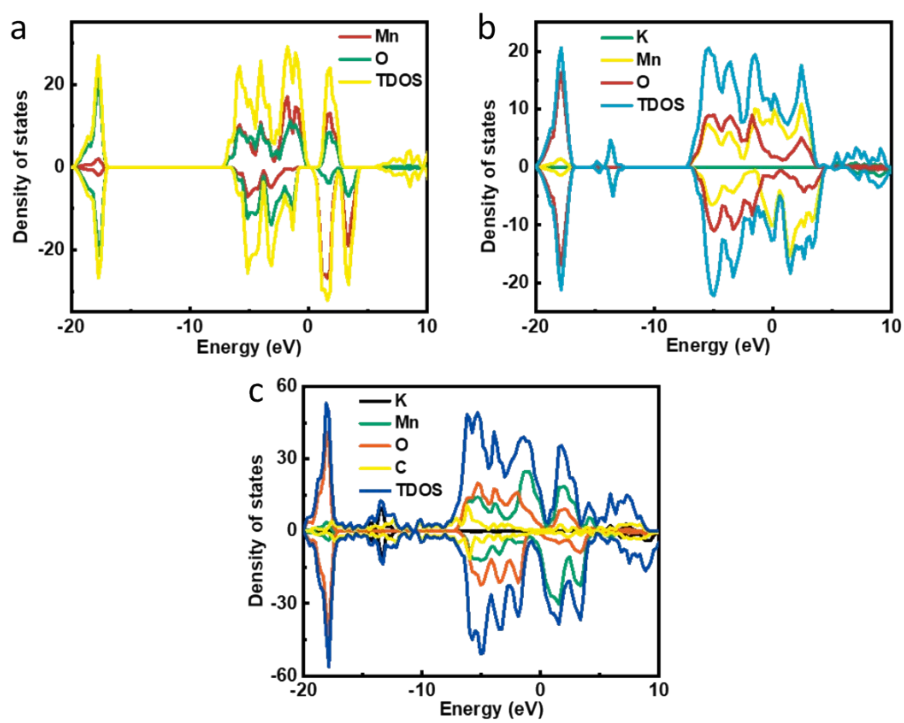 a
Mn
O
TDOS
20
0
-20
Density of states
-20
-10
0
10
Energy (eV)
b
K
Mn
O
TDOS
20
10
0
-10
-20
Density of states
-20
-10
0
10
Energy (eV)
c
K
Mn
O
C
TDOS
60
30
0
-30
-60
Density of states
-20
-10
0
10
Energy (eV)